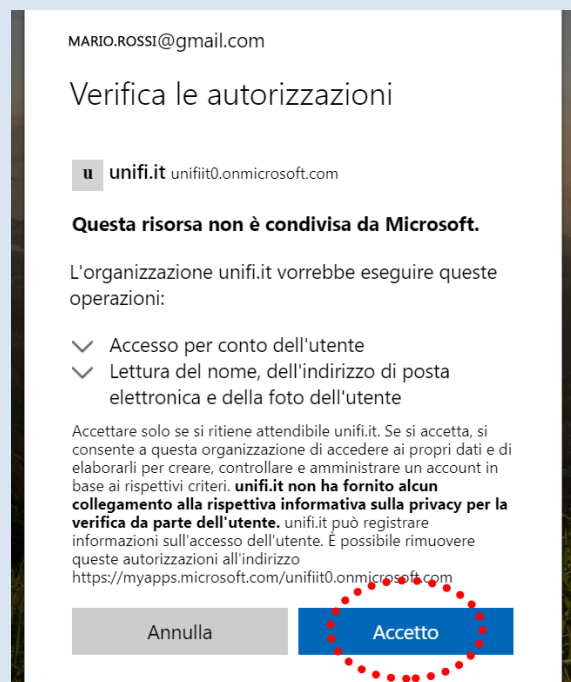 MARIO.ROSSI@gmail.com
Verifica le autorizzazioni
u unifi.it unifiit0.onmicrosoft.com
Questa risorsa non è condivisa da Microsoft.
L'organizzazione unifi.it vorrebbe eseguire queste
operazioni:
Accesso per conto dell'utente
Lettura del nome, dell'indirizzo di posta
elettronica e della foto dell'utente
Accettare solo se si ritiene attendibile unifi.it. Se si accetta, si
consente a questa organizzazione di accedere ai propri dati e di
elaborarli per creare, controllare e amministrare un account in
base ai rispettivi criteri. unifi.it non ha fornito alcun
collegamento alla rispettiva informativa sulla privacy per la
verifica da parte dell'utente. unifi.it può registrare
informazioni sull'accesso dell'utente. È possibile rimuovere
queste autorizzazioni all'indirizzo
https://myapps.microsoft.com/unifiit0.onmicrosoft.com
Annulla Accetto